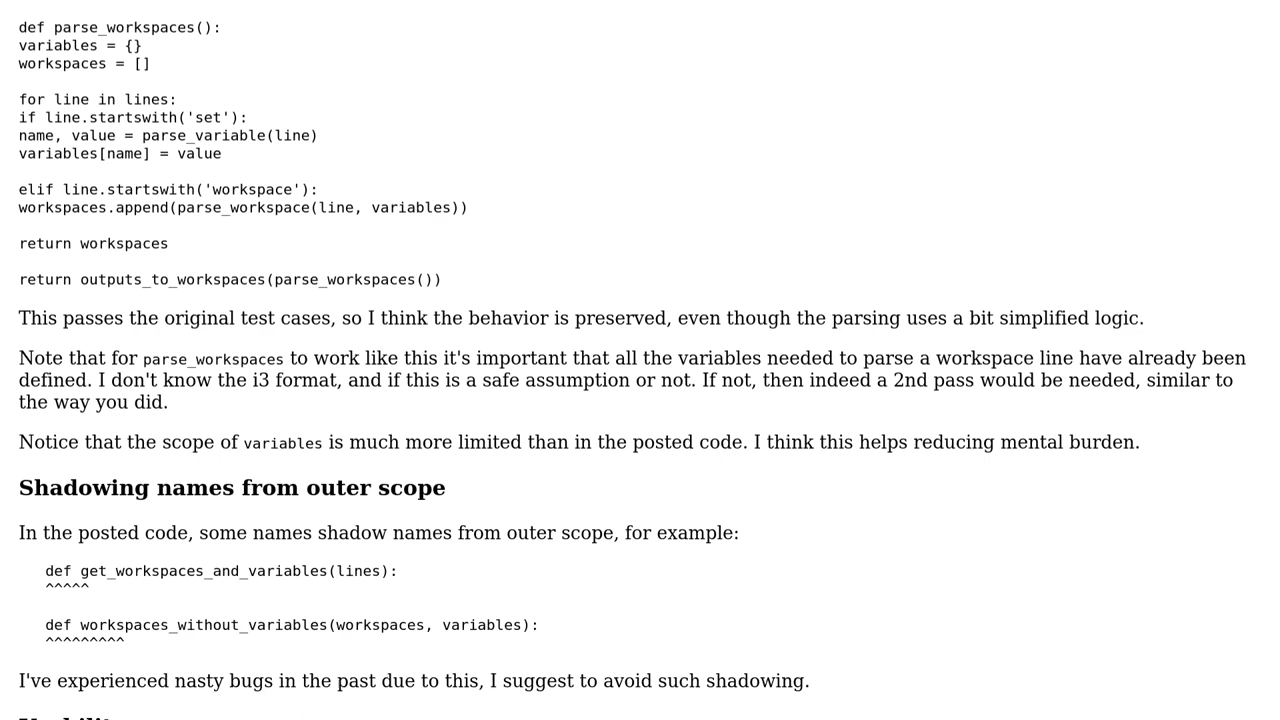 def parse_workspaces():
variables = {}
workspaces = []
for line in lines:
if line.startswith('set'):
name, value = parse_variable(line)
variables[name] = value
elif line.startswith('workspace'):
workspaces.append(parse_workspace(line, variables))
return workspaces
return outputs_to_workspaces(parse_workspaces())
This passes the original test cases, so I think the behavior is preserved, even though the parsing uses a bit simplified logic.
Note that for parse_workspaces to work like this it's important that all the variables needed to parse a workspace line have already been
defined. I don't know the i3 format, and if this is a safe assumption or not. If not, then indeed a 2nd pass would be needed, similar to
the way you did.
Notice that the scope of variables is much more limited than in the posted code. I think this helps reducing mental burden.
Shadowing names from outer scope
In the posted code, some names shadow names from outer scope, for example:
def get_workspaces_and_variables(lines):
^^^^^
def workspaces_without_variables(workspaces, variables):
^^^^^^^^^
I've experienced nasty bugs in the past due to this, I suggest to avoid such shadowing.